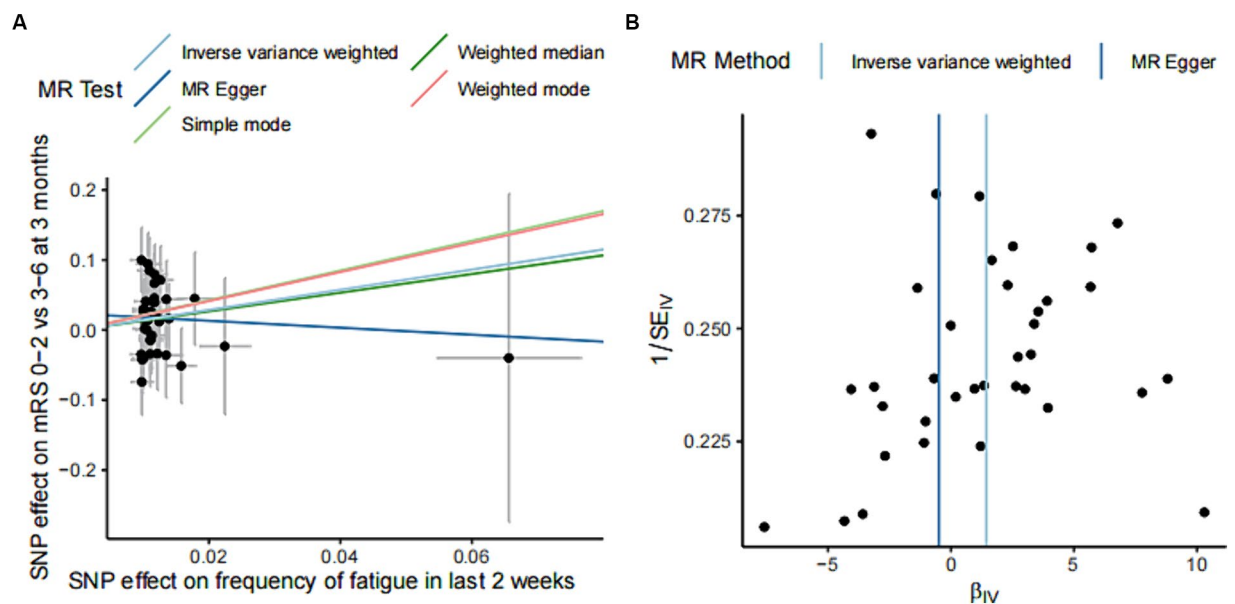 A
MR Test
Inverse variance weighted
MR Egger
Simple mode
Weighted median
Weighted mode
SNP effect on mRS 0−2 vs 3−6 at 3 months
0.2
0.1
0.0
−0.1
−0.2
0.02
0.04
0.06
SNP effect on frequency of fatigue in last 2 weeks
B
MR Method
Inverse variance weighted
MR Egger
1/SE_IV
0.275
0.250
0.225
−5
0
5
10
β_IV